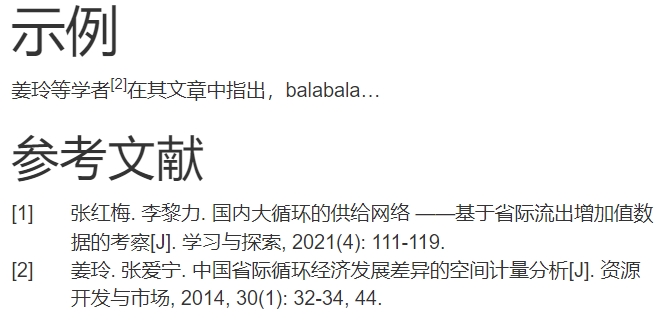 示例
姜玲等学者[2]在其文章中指出，balabala…
参考文献
[1] 张红梅. 李黎力. 国内大循环的供给网络 ——基于省际流出增加值数
据的考察[J]. 学习与探索, 2021(4): 111-119.
[2] 姜玲. 张爱宁. 中国省际循环经济发展差异的空间计量分析[J]. 资源
开发与市场, 2014, 30(1): 32-34, 44.